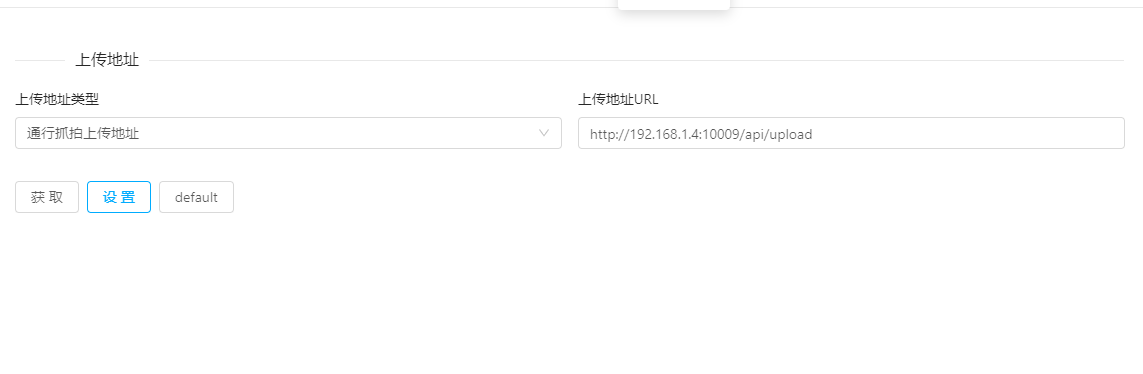 上传地址
上传地址类型
上传地址URL
通行抓拍上传地址
http://192.168.1.4:10009/api/upload
获 取
设 置
default